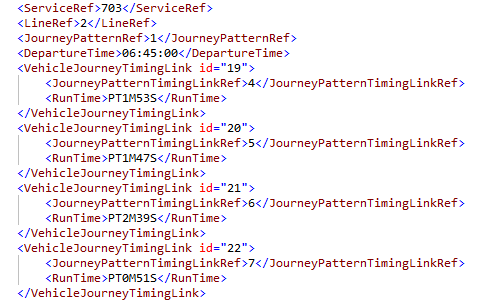 <ServiceRef>703</ServiceRef>
<LineRef>2</LineRef>
<JourneyPatternRef>1</JourneyPatternRef>
<DepartureTime>06:45:00</DepartureTime>
<VehicleJourneyTimingLink id="19">
<JourneyPatternTimingLinkRef>4</JourneyPatternTimingLinkRef>
<RunTime>PT1M53S</RunTime>
</VehicleJourneyTimingLink>
<VehicleJourneyTimingLink id="20">
<JourneyPatternTimingLinkRef>5</JourneyPatternTimingLinkRef>
<RunTime>PT1M47S</RunTime>
</VehicleJourneyTimingLink>
<VehicleJourneyTimingLink id="21">
<JourneyPatternTimingLinkRef>6</JourneyPatternTimingLinkRef>
<RunTime>PT2M39S</RunTime>
</VehicleJourneyTimingLink>
<VehicleJourneyTimingLink id="22">
<JourneyPatternTimingLinkRef>7</JourneyPatternTimingLinkRef>
<RunTime>PT0M51S</RunTime>
</VehicleJourneyTimingLink>